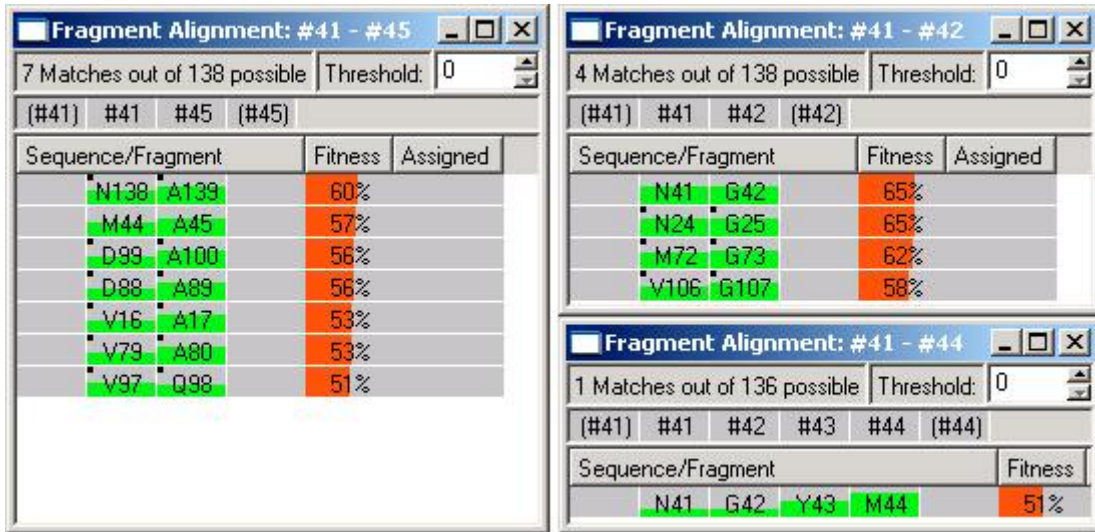 Fragment Alignment: #41 - #45
7 Matches out of 138 possible Threshold: 0
(#41) #41 #45 (#45)
Sequence/Fragment Fitness Assigned
N138 A139 60%
M44 A45 57%
D99 A100 56%
D88 A89 56%
V16 A17 53%
V79 A80 53%
V97 Q98 51%
Fragment Alignment: #41 - #42
4 Matches out of 138 possible Threshold: 0
(#41) #41 #42 (#42)
Sequence/Fragment Fitness Assigned
N41 G42 65%
N24 G25 65%
M72 G73 62%
V106 G107 58%
Fragment Alignment: #41 - #44
1 Matches out of 136 possible Threshold: 0
(#41) #41 #42 #43 #44 (#44)
Sequence/Fragment Fitness
N41 G42 Y43 M44 51%